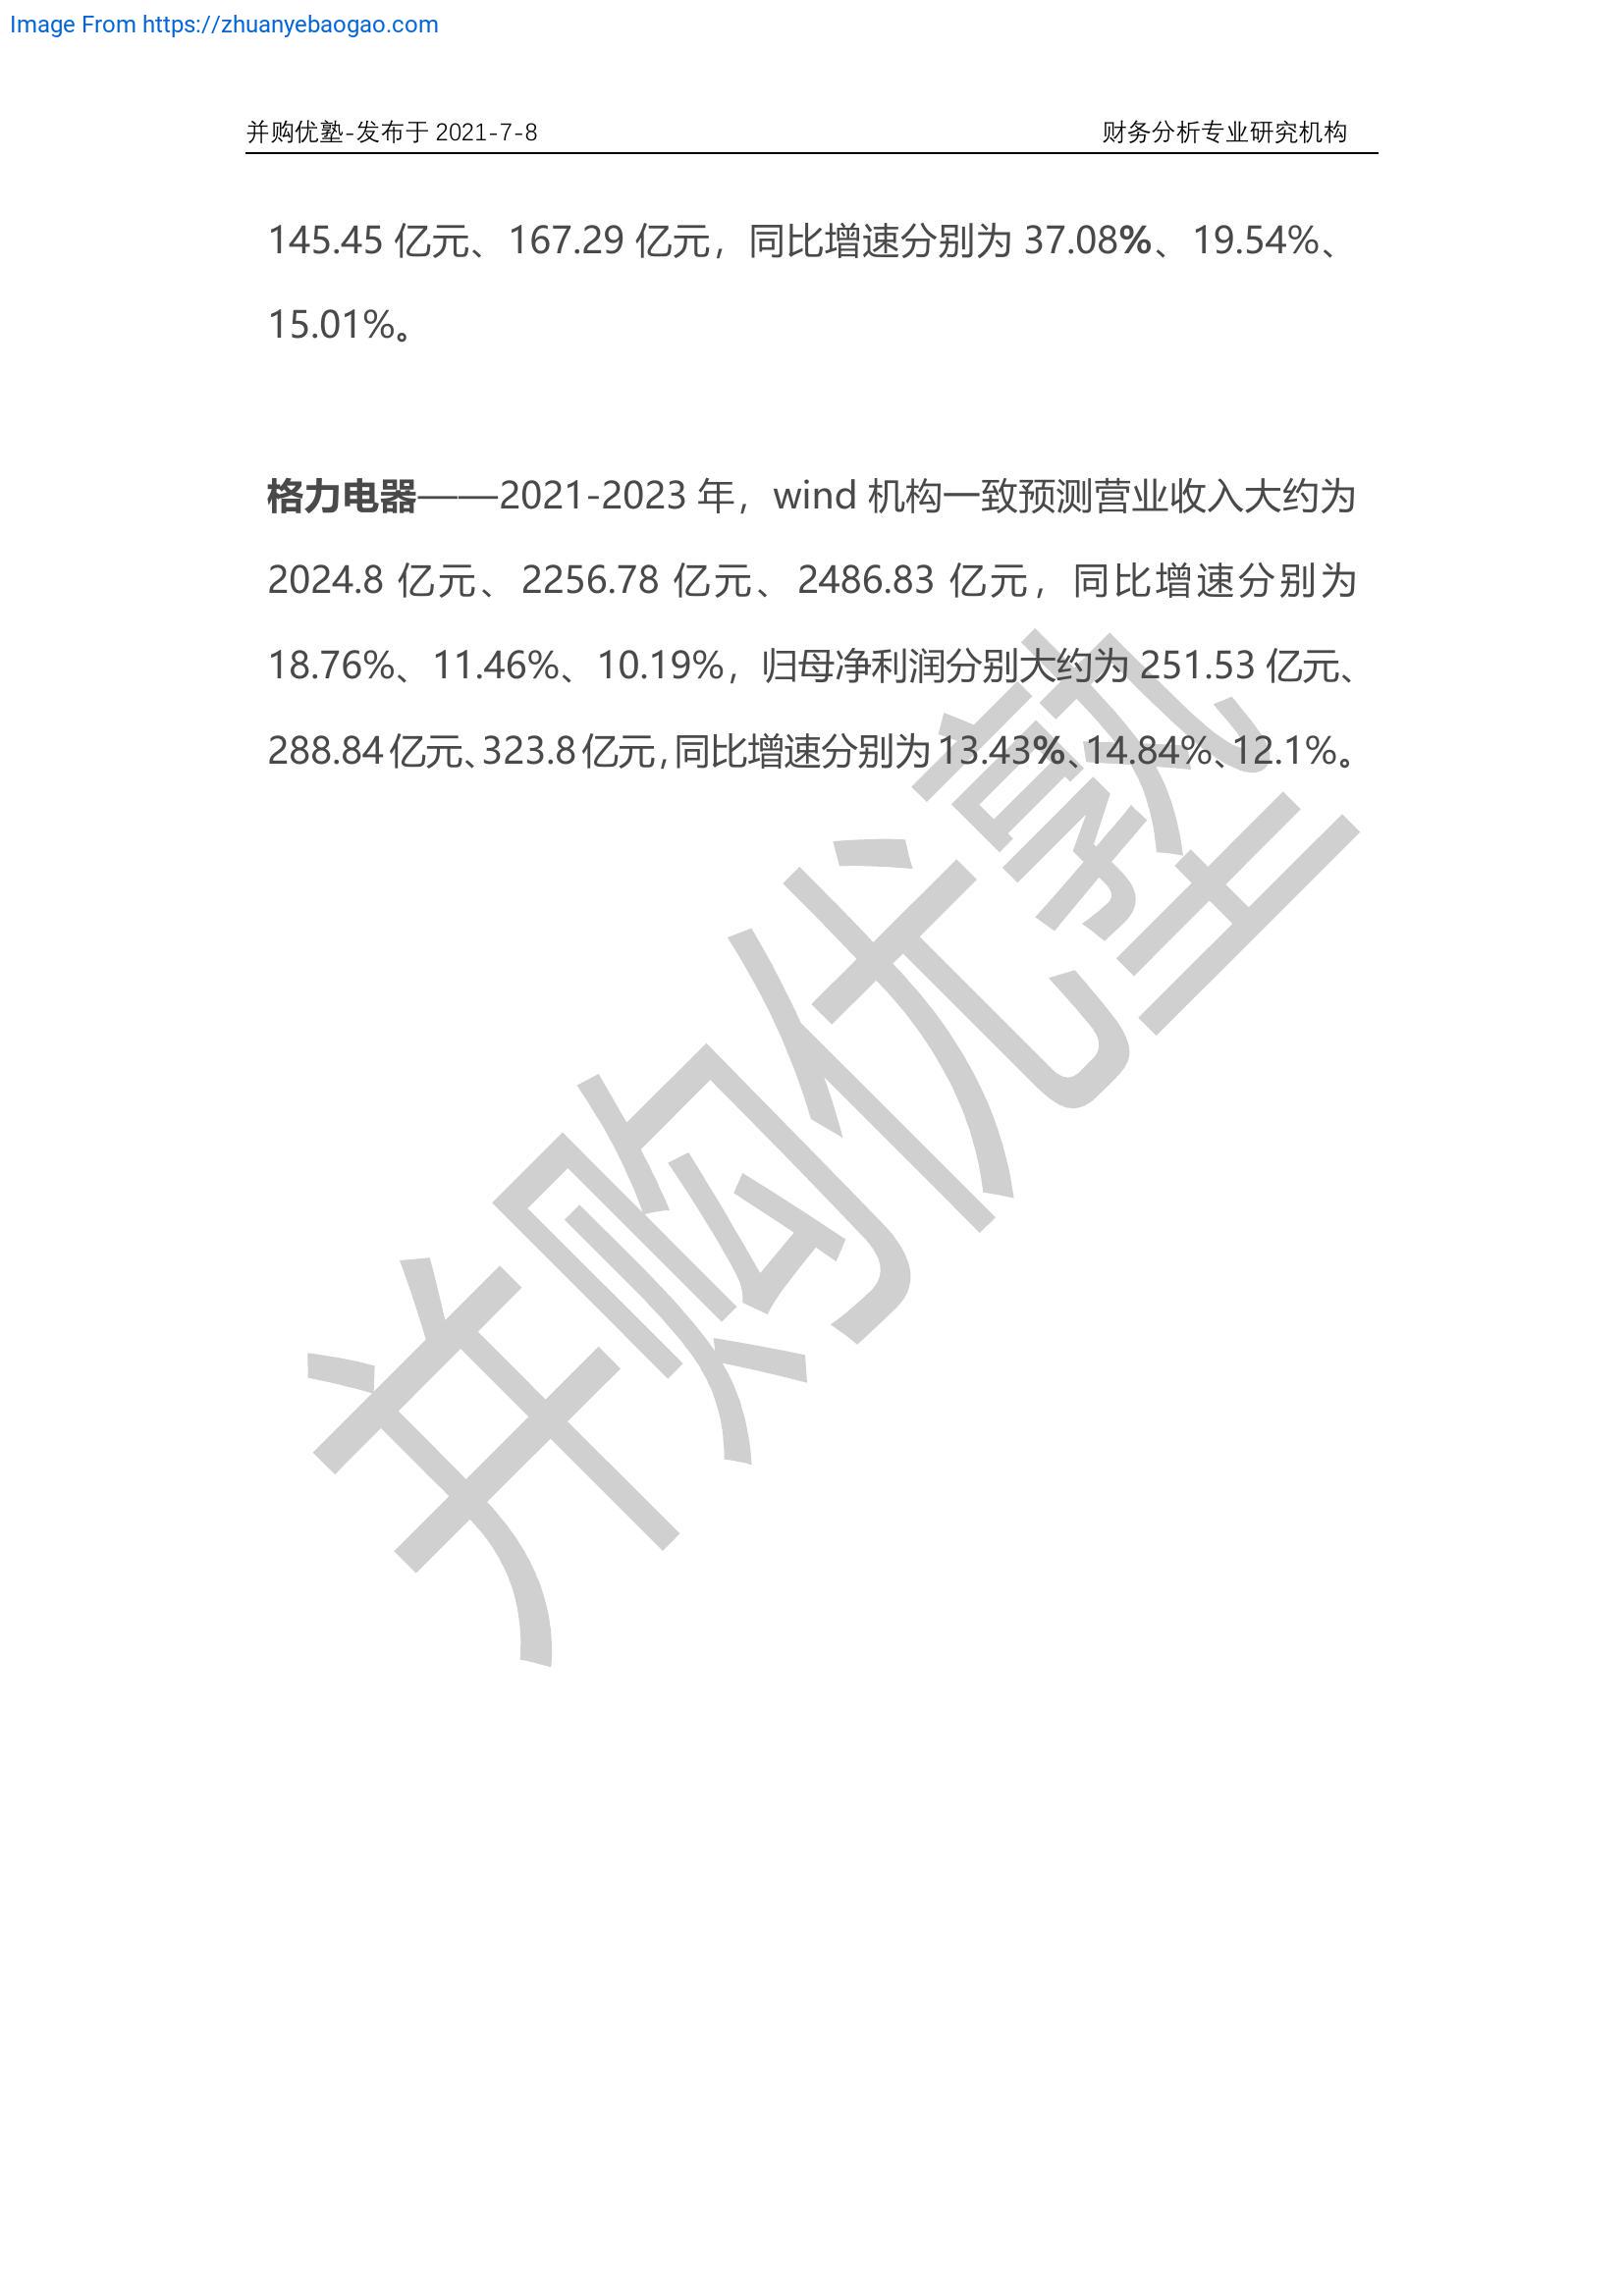 Image From https://zhuanyebaogao.com
并购优塾-发布于 2021-7-8 财务分析专业研究机构
145.45 亿元、167.29 亿元，同比增速分别为 37.08%、19.54%、
15.01%。
格力电器——2021-2023 年，wind 机构一致预测营业收入大约为
2024.8 亿元、2256.78 亿元、2486.83 亿元，同比增速分别为
18.76%、11.46%、10.19%，归母净利润分别大约为 251.53 亿元、
288.84 亿元、323.8 亿元，同比增速分别为 13.43%、14.84%、12.1%。
并购优塾